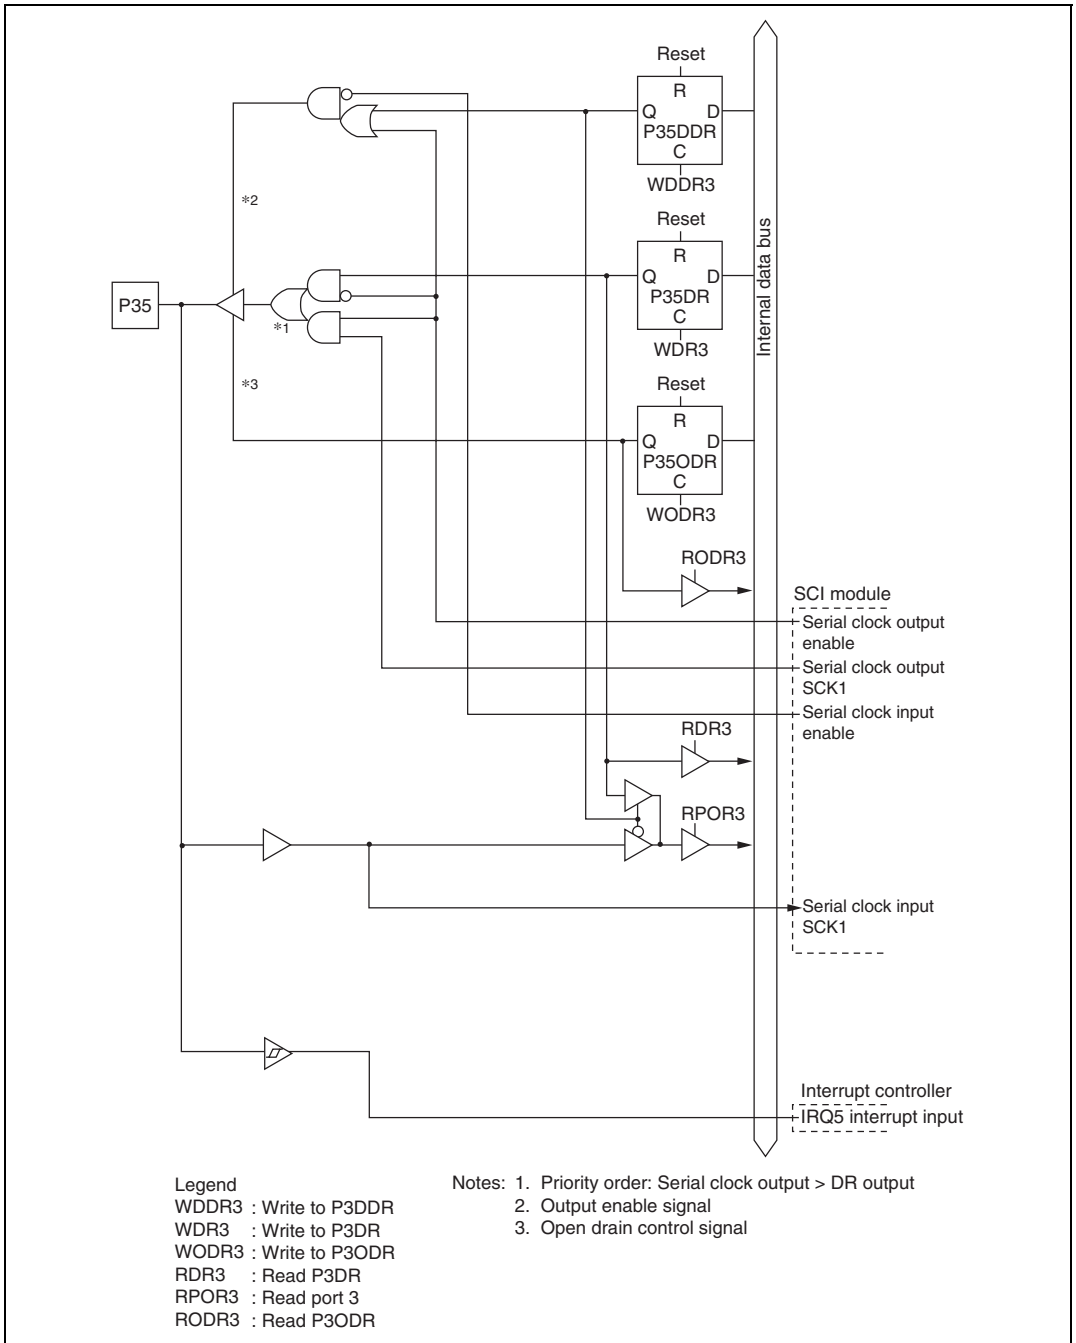 Reset
R
Q D
P35DDR
C
WDDR3
*2
Reset
R
Q D
P35DR
C
WDR3
Internal data bus
P35
*1
*3
Reset
R
Q D
P35ODR
C
WODR3
RODR3
SCI module
Serial clock output
enable
Serial clock output
SCK1
Serial clock input
enable
RDR3
RPOR3
Serial clock input
SCK1
Interrupt controller
IRQ5 interrupt input
Legend
WDDR3 : Write to P3DDR
WDR3 : Write to P3DR
WODR3 : Write to P3ODR
RDR3 : Read P3DR
RPOR3 : Read port 3
RODR3 : Read P3ODR
Notes: 1. Priority order: Serial clock output > DR output
2. Output enable signal
3. Open drain control signal